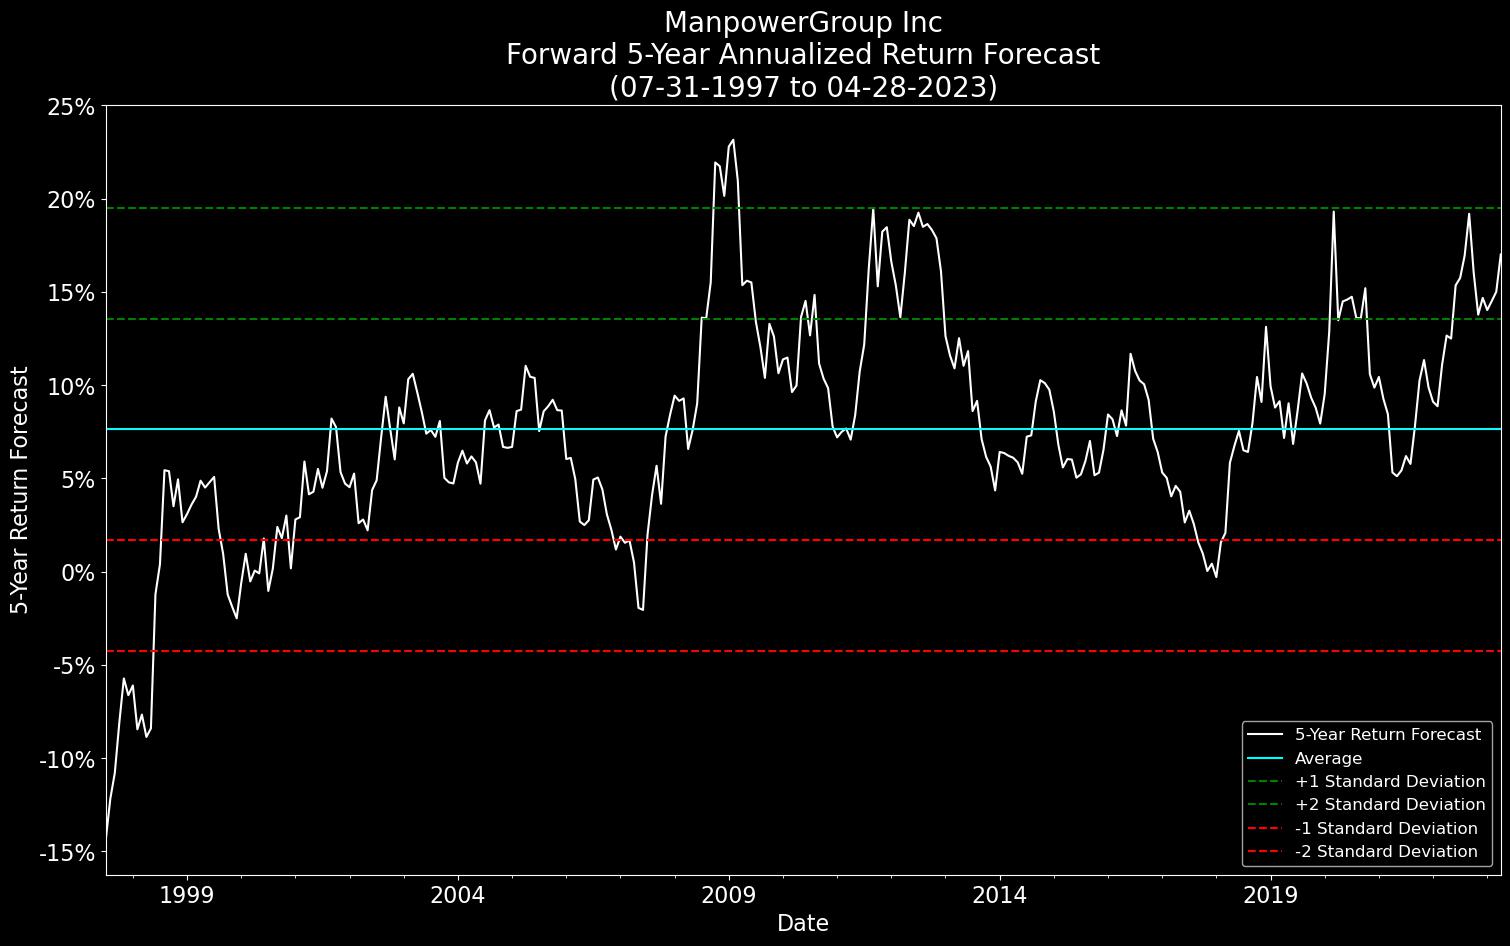 ManpowerGroup Inc
Forward 5-Year Annualized Return Forecast
(07-31-1997 to 04-28-2023)
25%
20%
15%
10%
5%
0%
-5%
-10%
-15%
5-Year Return Forecast
5-Year Return Forecast
Average
+1 Standard Deviation
+2 Standard Deviation
-1 Standard Deviation
-2 Standard Deviation
1999 2004 2009 2014 2019
Date